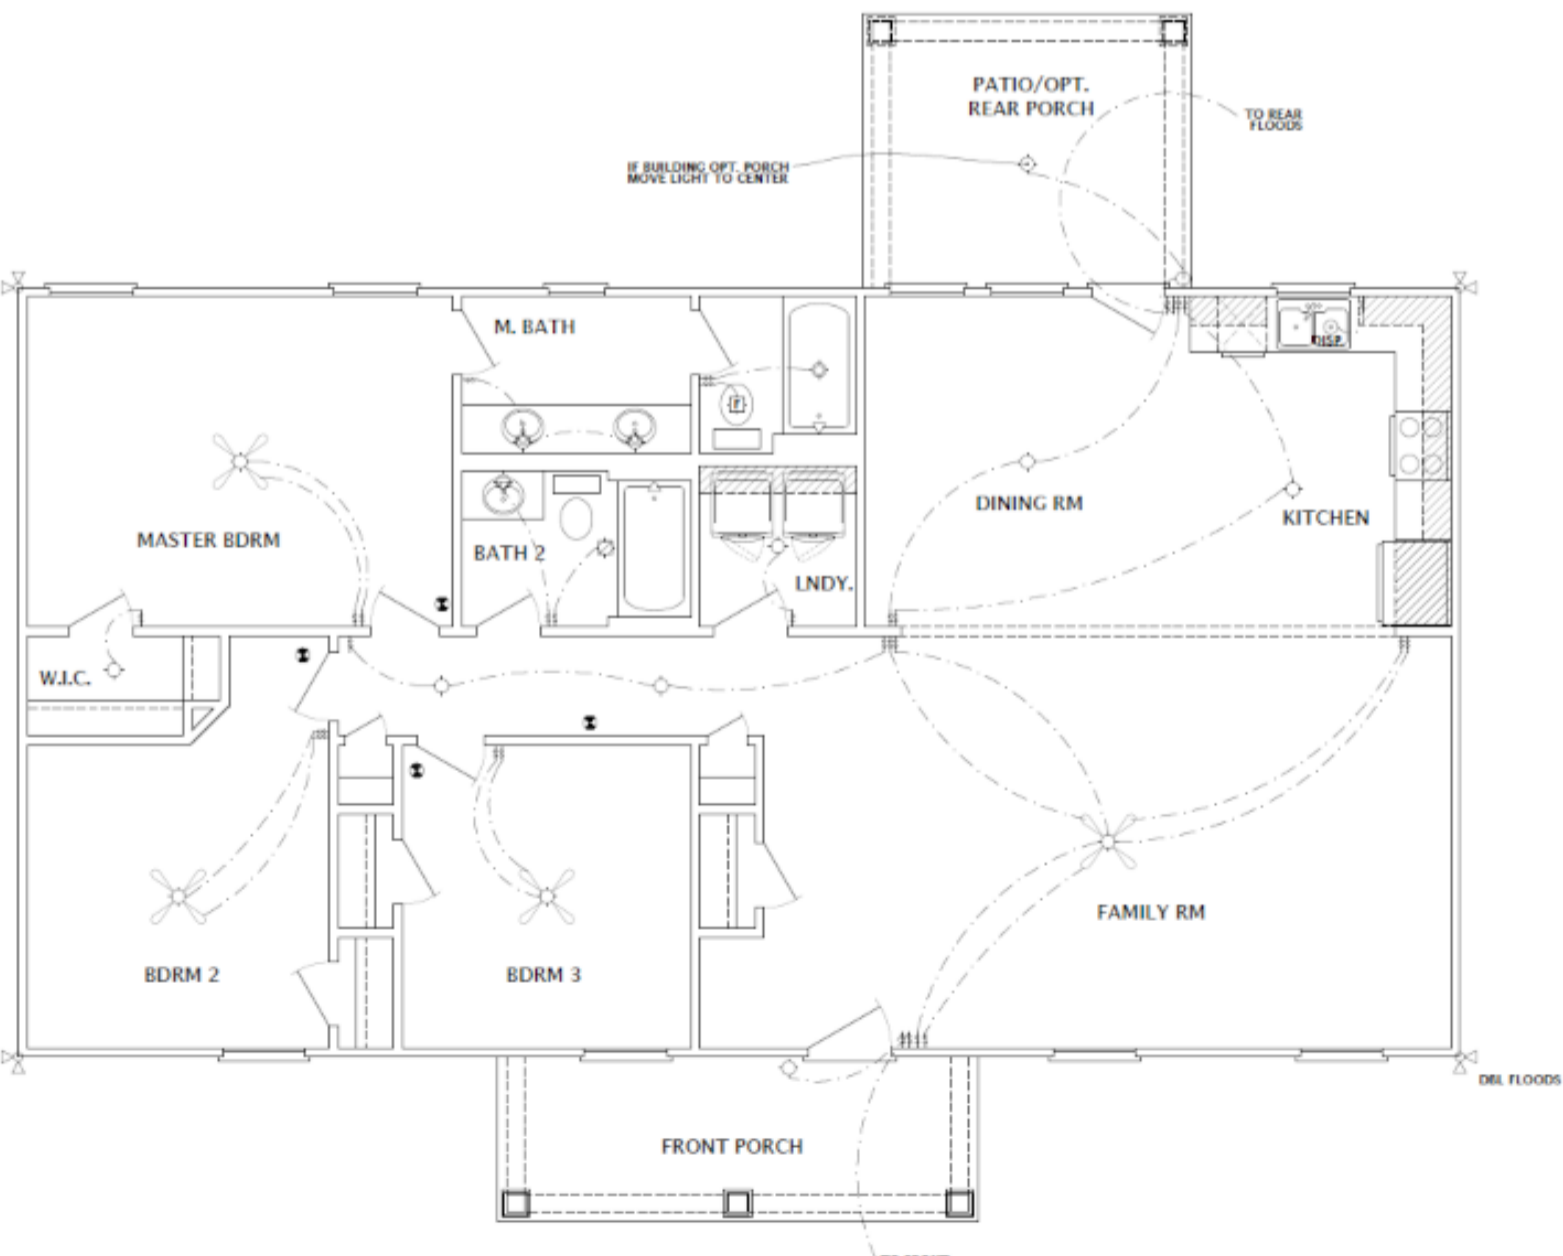 PATIO/OPT.
REAR PORCH
TO REAR
FLOODS
IF BUILDING OPT. PORCH
MOVE LIGHT TO CENTER
M. BATH
DISP.
F
DINING RM
KITCHEN
MASTER BDRM
BATH 2
LNDY.
W.I.C.
FAMILY RM
BDRM 2
BDRM 3
DBL FLOODS
FRONT PORCH